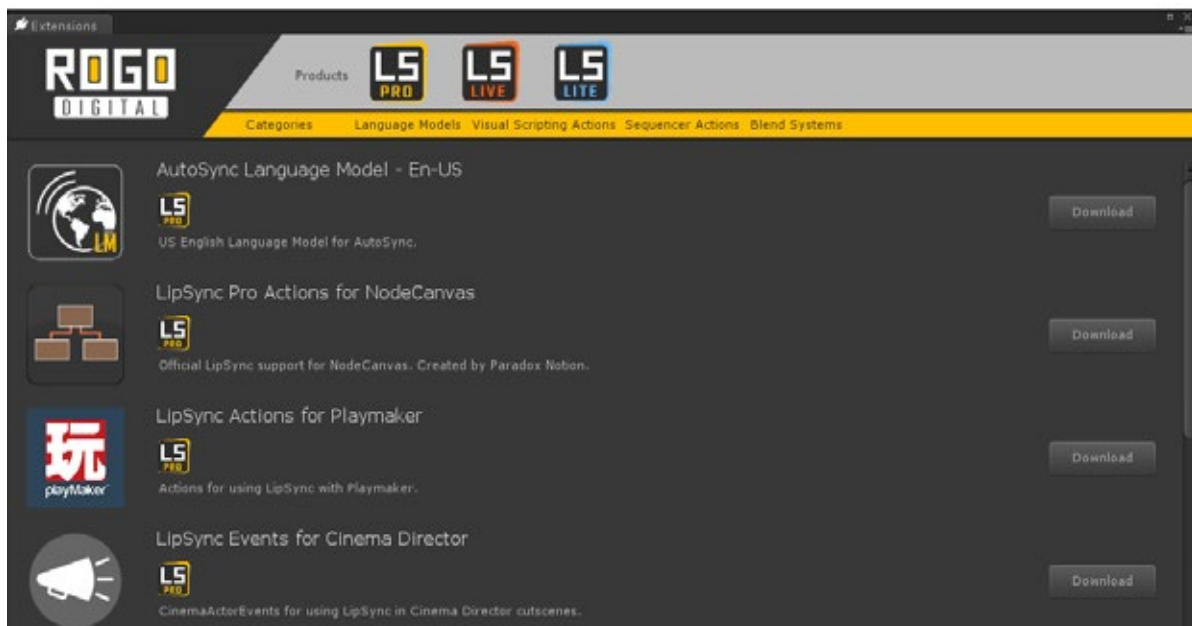 Extensions
ROGO
DIGITAL
Products
LS
PRO
LS
LIVE
LS
LITE
Categories Language Models Visual Scripting Actions Sequencer Actions Blend Systems
AutoSync Language Model - En-US
LM
LS
PRO
Download
US English Language Model for AutoSync.
LipSync Pro Actions for NodeCanvas
LS
PRO
Download
Official LipSync support for NodeCanvas. Created by Paradox Notion.
LipSync Actions for Playmaker
玩
playMaker
LS
PRO
Download
Actions for using LipSync with Playmaker.
LipSync Events for Cinema Director
LS
PRO
Download
CinemaActorEvents for using LipSync in Cinema Director cutscenes.